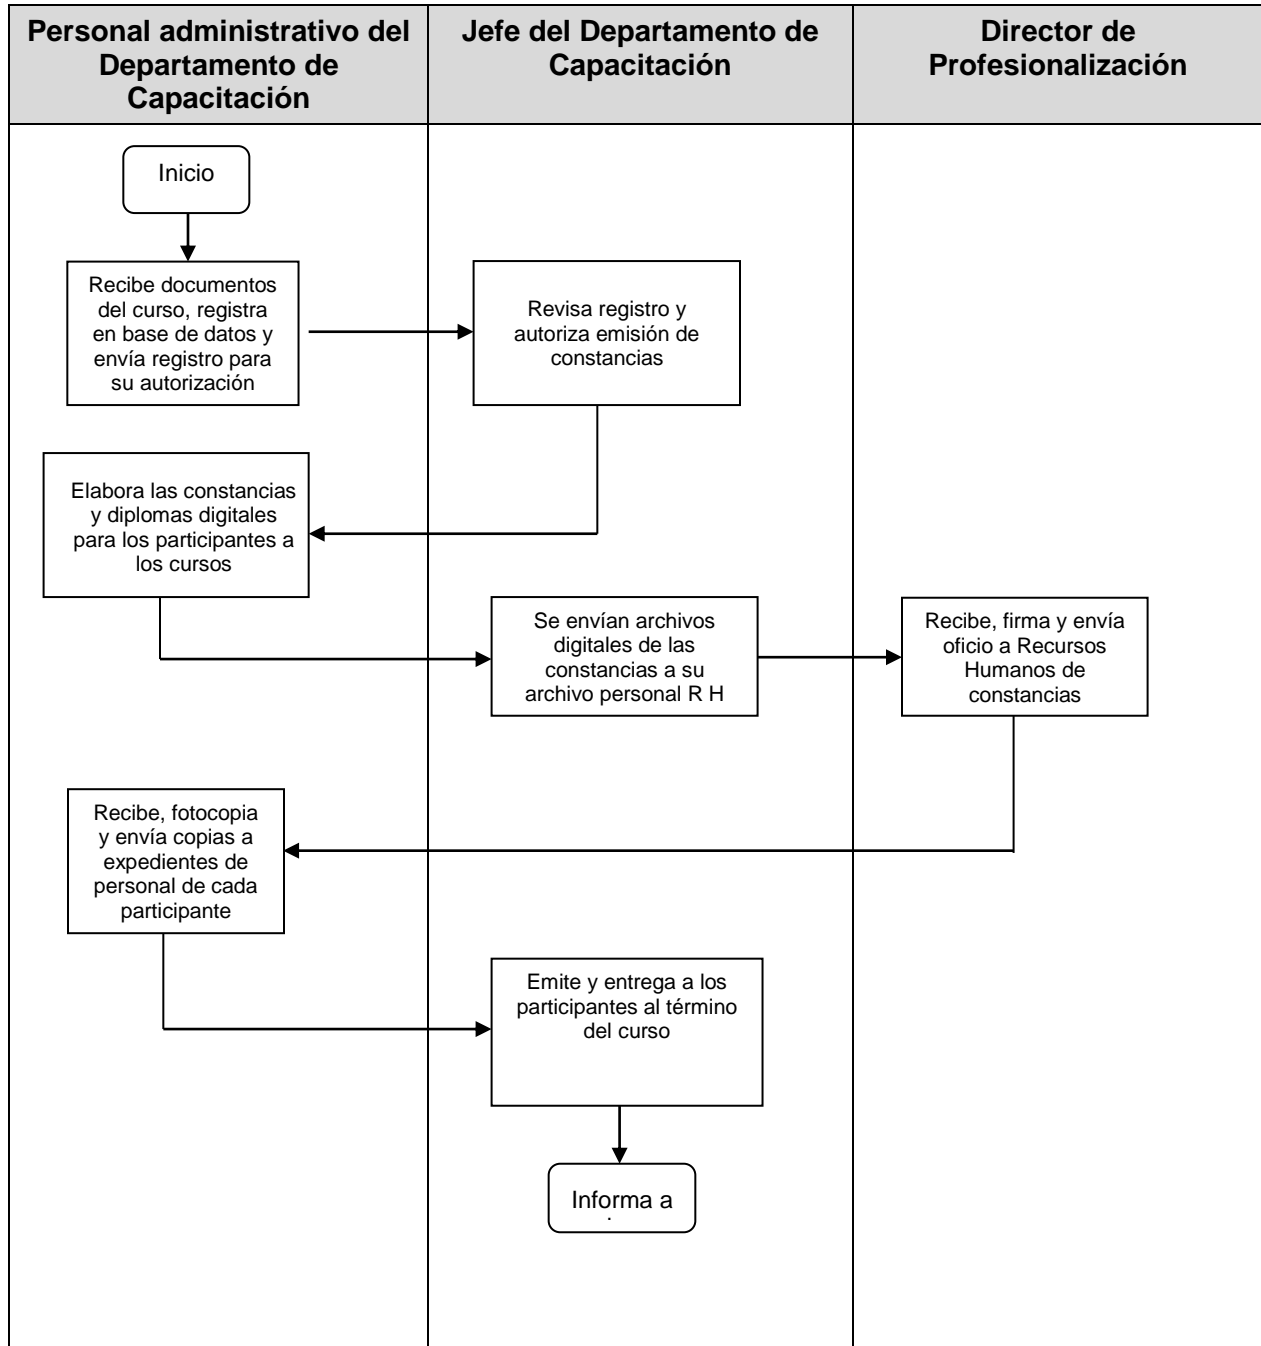 Personal administrativo del
Departamento de
Capacitación
Jefe del Departamento de
Capacitación
Director de
Profesionalización
Inicio
Recibe documentos
del curso, registra
en base de datos y
envía registro para
su autorización
Revisa registro y
autoriza emisión de
constancias
Elabora las constancias
y diplomas digitales
para los participantes a
los cursos
Se envían archivos
digitales de las
constancias a su
archivo personal R H
Recibe, firma y envía
oficio a Recursos
Humanos de
constancias
Recibe, fotocopia
y envía copias a
expedientes de
personal de cada
participante
Emite y entrega a los
participantes al término
del curso
Informa a